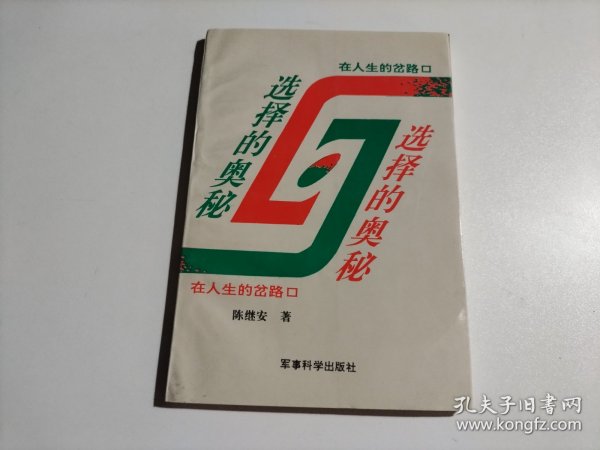 在人生的岔路口
选择的奥秘
选择的奥秘
在人生的岔路口
陈继安 著
军事科学出版社
孔夫子旧书网
www.kongfz.com